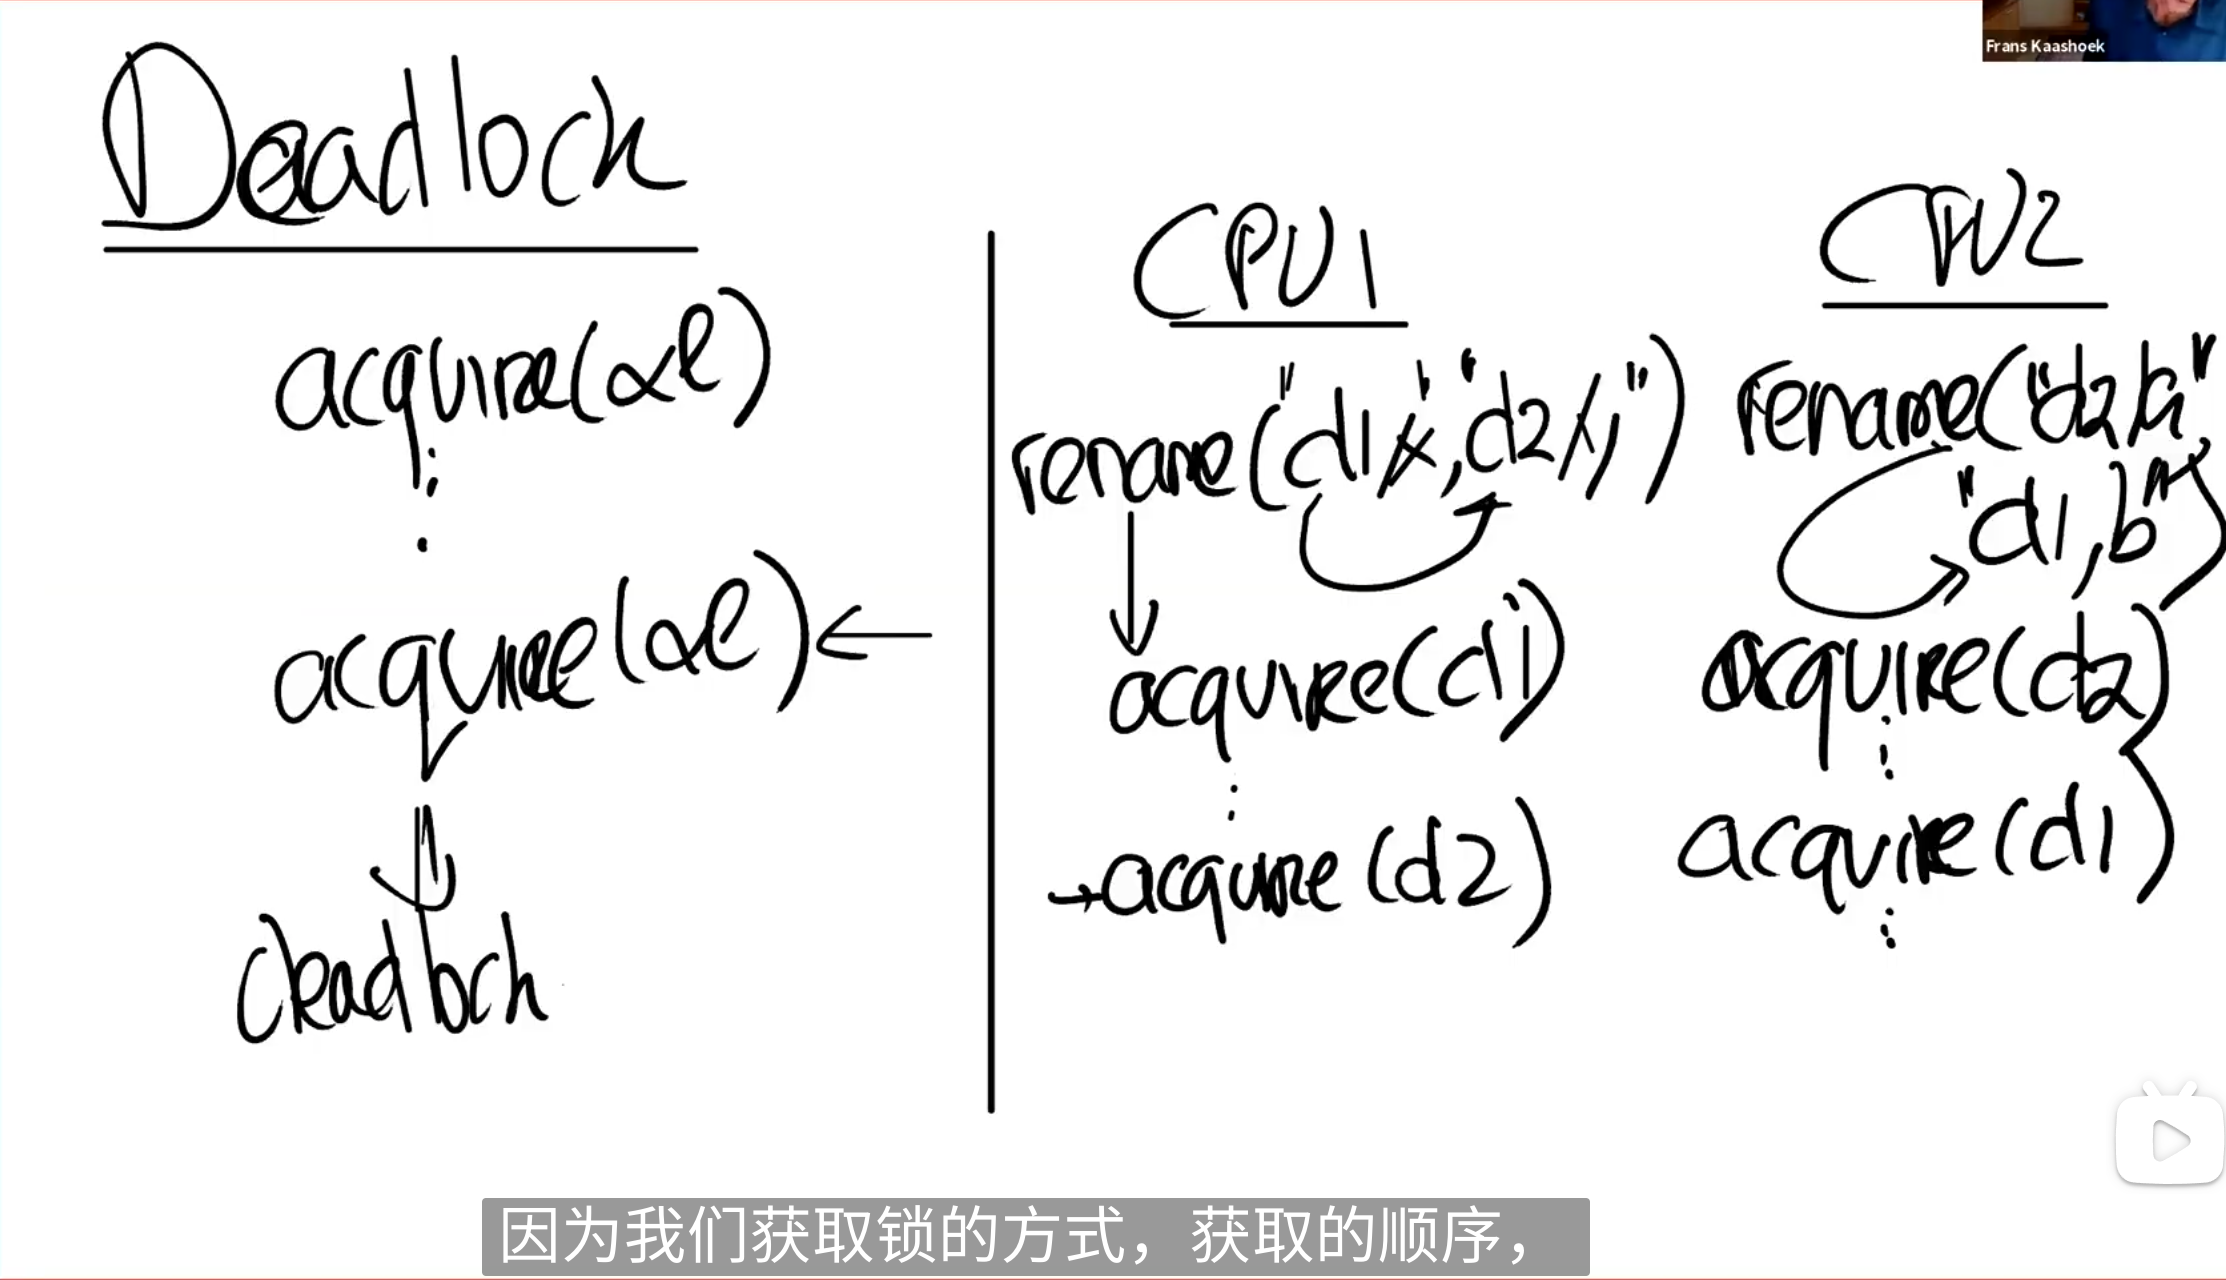 Frans Kaashoek
Deadlock
acquire(&l)
acquire(&l)
deadlock
CPU1
rename("d1/x", "d2/y")
acquire(d1)
acquire(d2)
CPU2
rename("d2/a",
"d1,b")
acquire(d2)
acquire(d1)
因为我们获取锁的方式，获取的顺序，